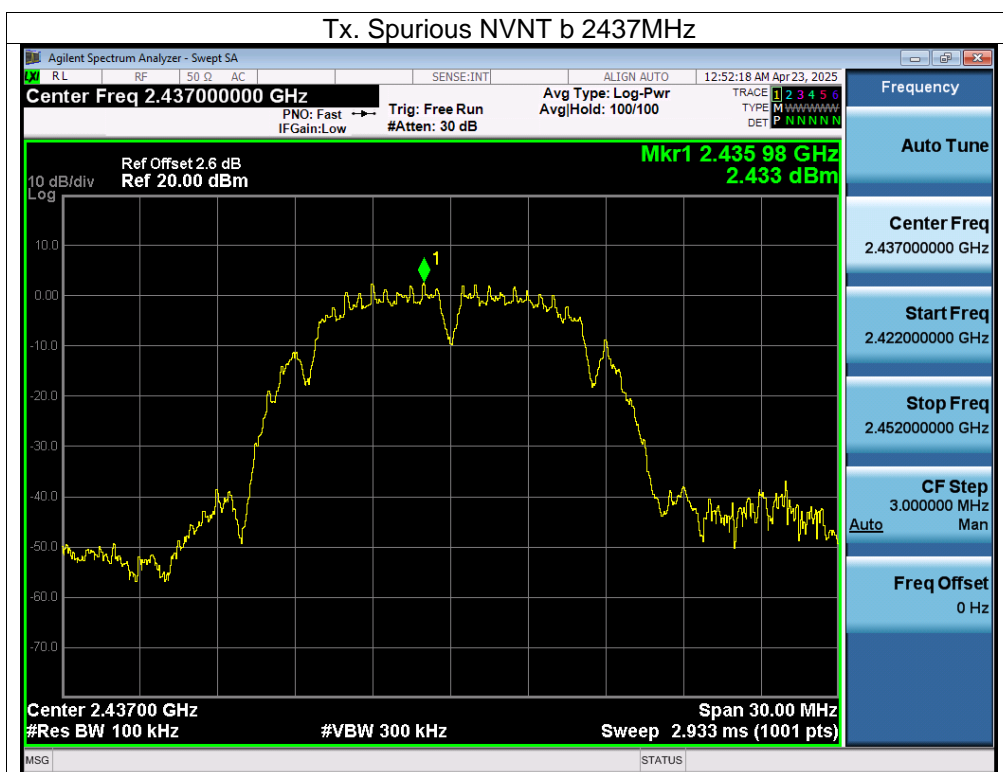 Tx. Spurious NVNT b 2437MHz
Agilent Spectrum Analyzer - Swept SA
LXI RL RF 50 Ω AC SENSE:INT ALIGN AUTO 12:52:18 AM Apr 23, 2025
Center Freq 2.437000000 GHz
PNO: Fast
IFGain:Low
Trig: Free Run
#Atten: 30 dB
Avg Type: Log-Pwr
Avg|Hold: 100/100
TRACE 1 2 3 4 5 6
TYPE M W W W W W
DET P N N N N N
Mkr1 2.435 98 GHz
2.433 dBm
Ref Offset 2.6 dB
10 dB/div Ref 20.00 dBm
Log
10.0
0.00
-10.0
-20.0
-30.0
-40.0
-50.0
-60.0
-70.0
1
Center 2.43700 GHz Span 30.00 MHz
#Res BW 100 kHz #VBW 300 kHz Sweep 2.933 ms (1001 pts)
MSG STATUS
Frequency
Auto Tune
Center Freq
2.437000000 GHz
Start Freq
2.422000000 GHz
Stop Freq
2.452000000 GHz
CF Step
3.000000 MHz
Auto Man
Freq Offset
0 Hz